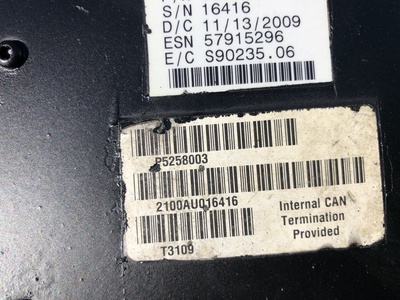 S/N 16416
D/C 11/13/2009
ESN 57915296
E/C S90235.06
P5258003
2100AU016416
Internal CAN
Termination
Provided
T3109